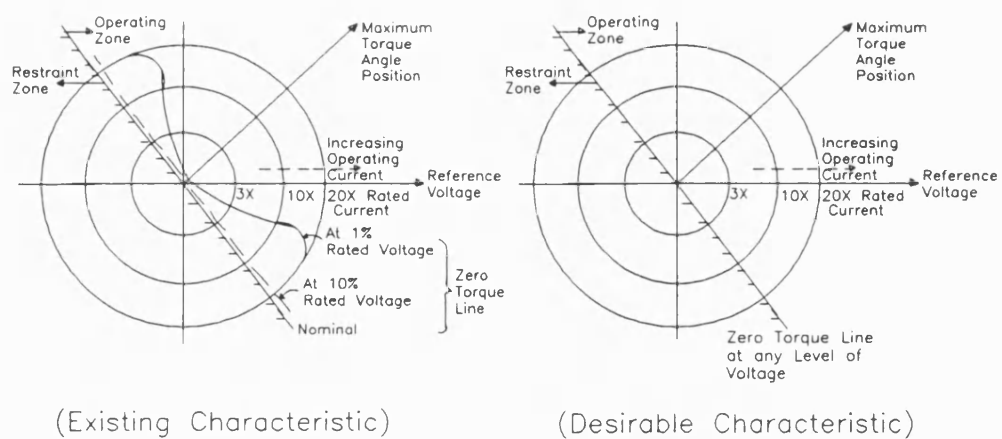 Operating
Zone
Restraint
Zone
Maximum
Torque
Angle
Position
Increasing
Operating
Current
Reference
Voltage
3X
10X
20X Rated
Current
At 1%
Rated Voltage
At 10%
Rated Voltage
Nominal
Zero
Torque
Line
(Existing Characteristic)
Operating
Zone
Restraint
Zone
Maximum
Torque
Angle
Position
Increasing
Operating
Current
Reference
Voltage
3X
10X
20X Rated
Current
Zero Torque Line
at any Level of
Voltage
(Desirable Characteristic)